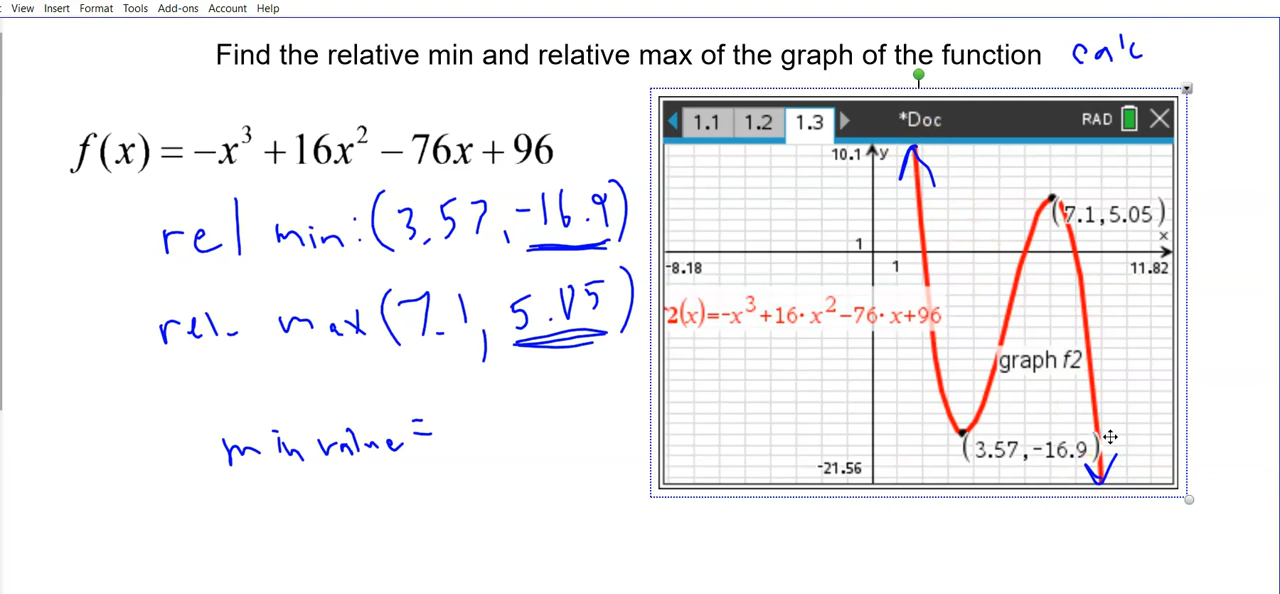 View Insert Format Tools Add-ons Account Help
Find the relative min and relative max of the graph of the function calc
f(x) = −x³ + 16x² − 76x + 96
rel min: (3.57, -16.9)
rel. max (7.1, 5.05)
min value =
1.1 1.2 1.3 *Doc RAD
10.1 y
(7.1,5.05)
1 x
-8.18 1 11.82
2(x)=-x³+16·x²-76·x+96
graph f2
(3.57,-16.9)
-21.56